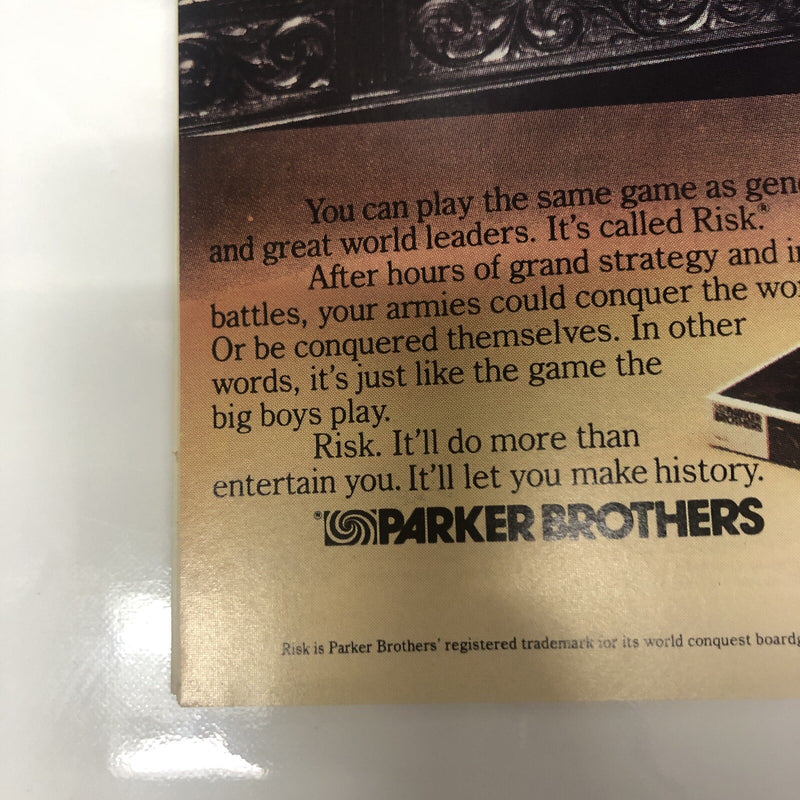 You can play the same game as gen
and great world leaders. It's called Risk.®
After hours of grand strategy and i
battles, your armies could conquer the wo
Or be conquered themselves. In other
words, it's just like the game the
big boys play.
Risk. It'll do more than
entertain you. It'll let you make history.
PARKER BROTHERS
® PARKER BROTHERS
Risk is Parker Brothers' registered trademark for its world conquest board